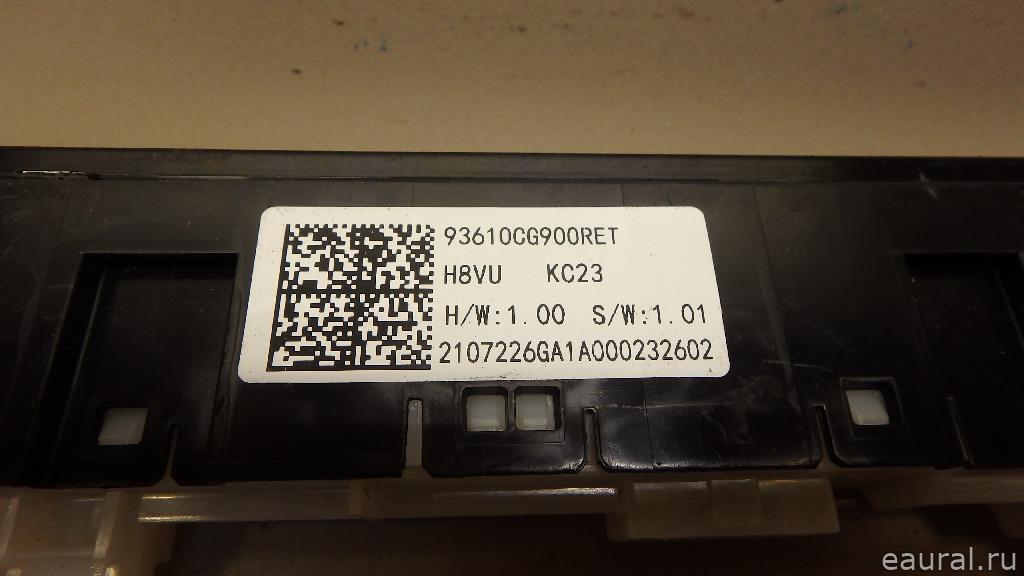 93610CG900RET
H8VU KC23
H/W:1.00 S/W:1.01
2107226GA1A000232602
eaural.ru